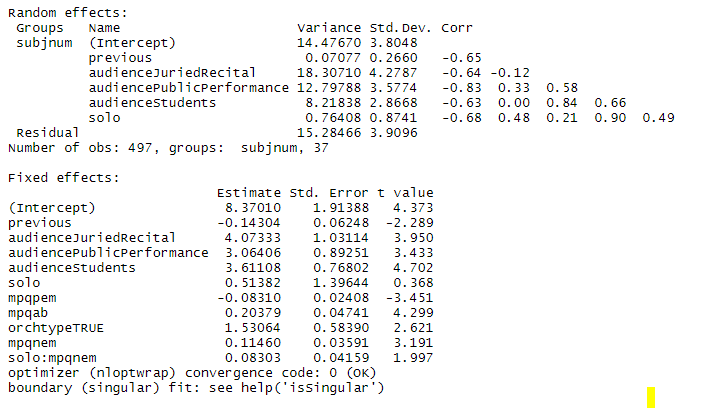 Random effects:
Groups Name Variance Std.Dev. Corr
subjnum (Intercept) 14.47670 3.8048
previous 0.07077 0.2660 -0.65
audienceJuriedRecital 18.30710 4.2787 -0.64 -0.12
audiencePublicPerformance 12.79788 3.5774 -0.83 0.33 0.58
audienceStudents 8.21838 2.8668 -0.63 0.00 0.84 0.66
solo 0.76408 0.8741 -0.68 0.48 0.21 0.90 0.49
Residual 15.28466 3.9096
Number of obs: 497, groups: subjnum, 37
Fixed effects:
Estimate Std. Error t value
(Intercept) 8.37010 1.91388 4.373
previous -0.14304 0.06248 -2.289
audienceJuriedRecital 4.07333 1.03114 3.950
audiencePublicPerformance 3.06406 0.89251 3.433
audienceStudents 3.61108 0.76802 4.702
solo 0.51382 1.39644 0.368
mpqpem -0.08310 0.02408 -3.451
mpqab 0.20379 0.04741 4.299
orchtypeTRUE 1.53064 0.58390 2.621
mpqnem 0.11460 0.03591 3.191
solo:mpqnem 0.08303 0.04159 1.997
optimizer (nloptwrap) convergence code: 0 (OK)
boundary (singular) fit: see help('isSingular')